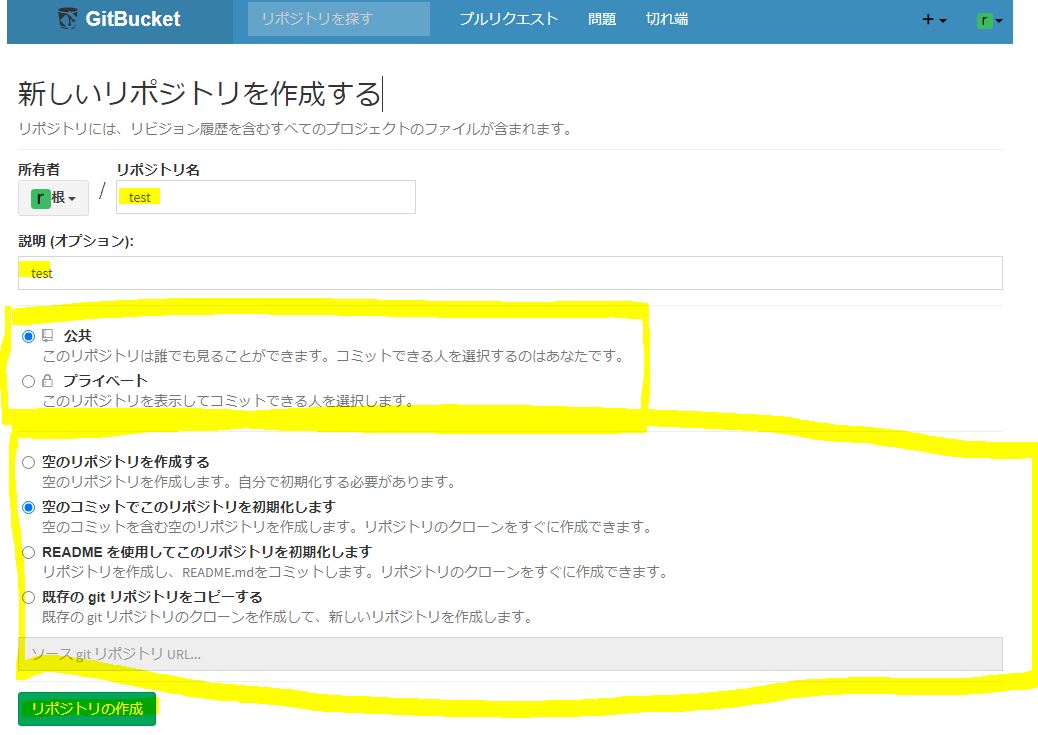 GitBucket リポジトリを探す プルリクエスト 問題 切れ端 + r
新しいリポジトリを作成する
リポジトリには、リビジョン履歴を含むすべてのプロジェクトのファイルが含まれます。
所有者 リポジトリ名
r 根 / test
説明 (オプション):
test
公共
このリポジトリは誰でも見ることができます。コミットできる人を選択するのはあなたです。
プライベート
このリポジトリを表示してコミットできる人を選択します。
空のリポジトリを作成する
空のリポジトリを作成します。自分で初期化する必要があります。
空のコミットでこのリポジトリを初期化します
空のコミットを含む空のリポジトリを作成します。リポジトリのクローンをすぐに作成できます。
README を使用してこのリポジトリを初期化します
リポジトリを作成し、README.mdをコミットします。リポジトリのクローンをすぐに作成できます。
既存の git リポジトリをコピーする
既存の git リポジトリのクローンを作成して、新しいリポジトリを作成します。
ソース git リポジトリ URL...
リポジトリの作成